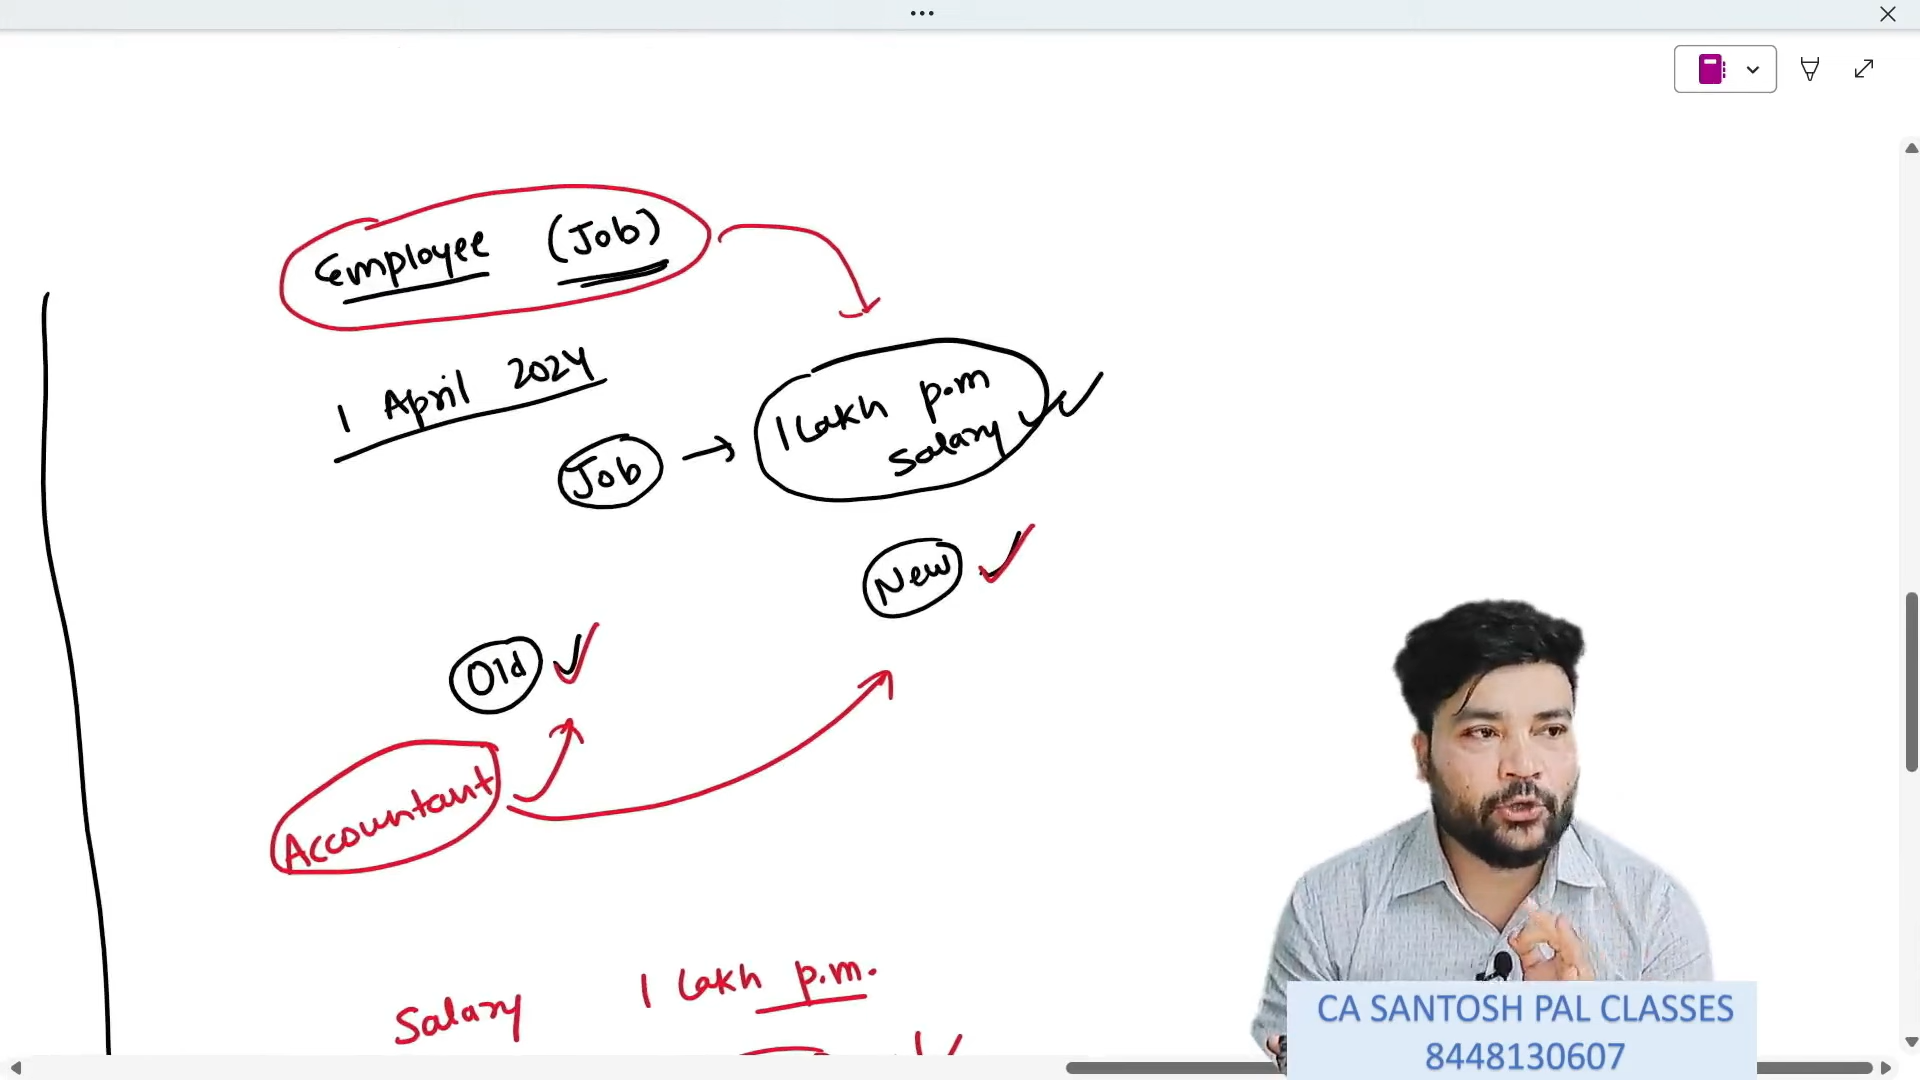 Employee (Job)
1 April 2024
Job → 1 Lakh p.m
Salary
New
Old
Accountant
Salary 1 Lakh p.m.
CA SANTOSH PAL CLASSES
8448130607